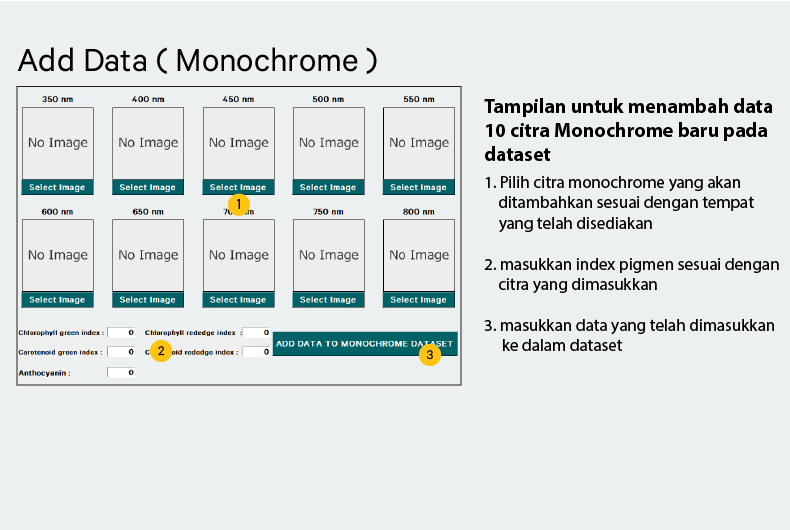 Add Data ( Monochrome )
350 nm 400 nm 450 nm 500 nm 550 nm
No Image No Image No Image No Image No Image
Select Image Select Image Select Image Select Image Select Image
1
600 nm 650 nm 750 nm 800 nm
No Image No Image No Image No Image No Image
Select Image Select Image Select Image Select Image Select Image
Chlorophyll green index : 0 Chlorophyll rededge index : 0
ADD DATA TO MONOCHROME DATASET
Carotenoid green index : 0 rededge index : 0
2
3
Anthocyanin : 0
Tampilan untuk menambah data
10 citra Monochrome baru pada
dataset
1. Pilih citra monochrome yang akan
ditambahkan sesuai dengan tempat
yang telah disediakan
2. masukkan index pigmen sesuai dengan
citra yang dimasukkan
3. masukkan data yang telah dimasukkan
ke dalam dataset